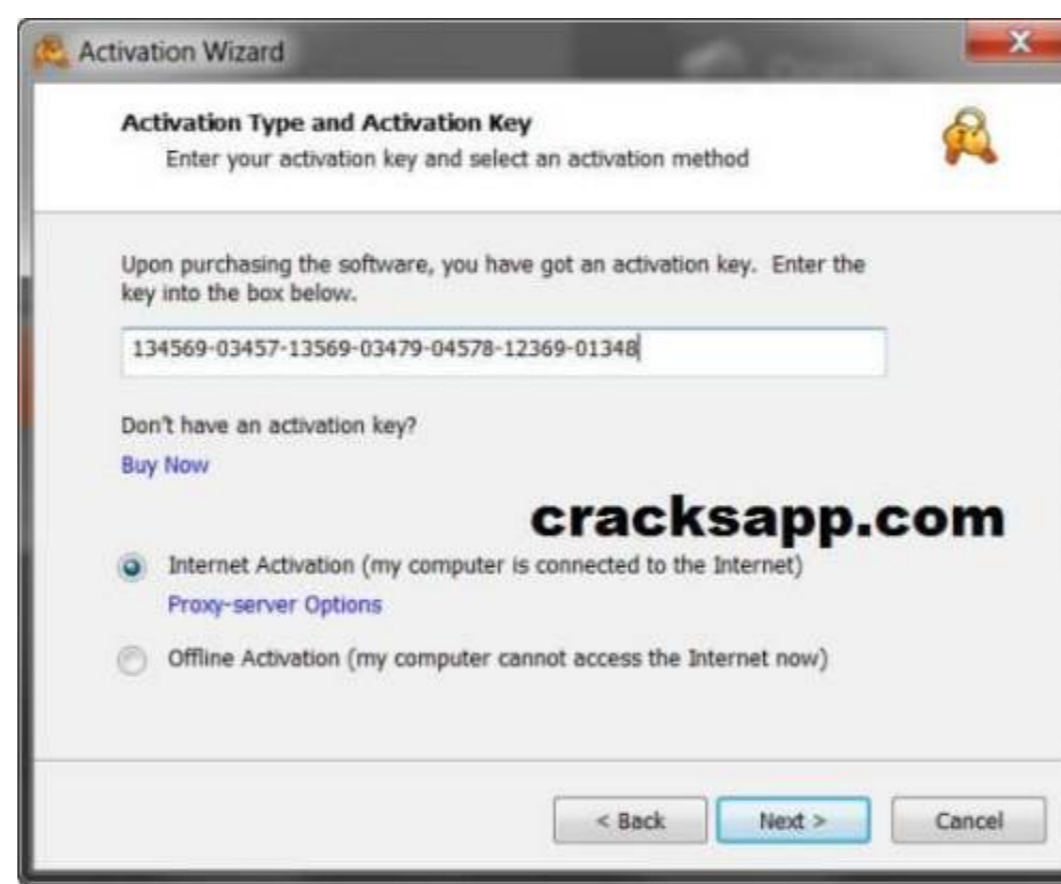 Activation Wizard
Activation Type and Activation Key
Enter your activation key and select an activation method
Upon purchasing the software, you have got an activation key. Enter the
key into the box below.
134569-03457-13569-03479-04578-12369-01348
Don't have an activation key?
Buy Now
cracksapp.com
Internet Activation (my computer is connected to the Internet)
Proxy-server Options
Offline Activation (my computer cannot access the Internet now)
< Back
Next >
Cancel